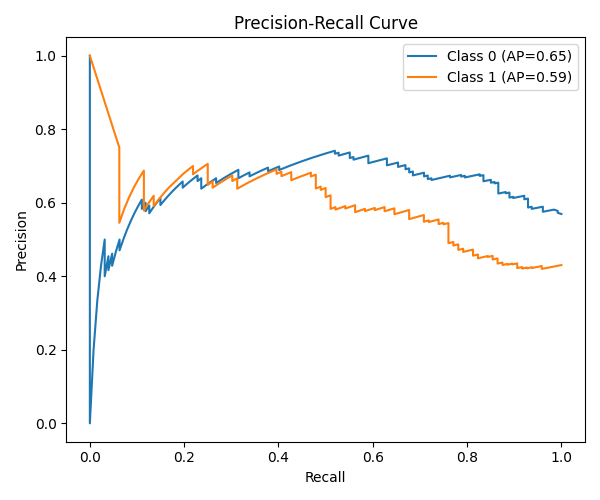 Precision-Recall Curve
Class 0 (AP=0.65)
Class 1 (AP=0.59)
1.0
0.8
0.6
0.4
0.2
0.0
Precision
0.0 0.2 0.4 0.6 0.8 1.0
Recall